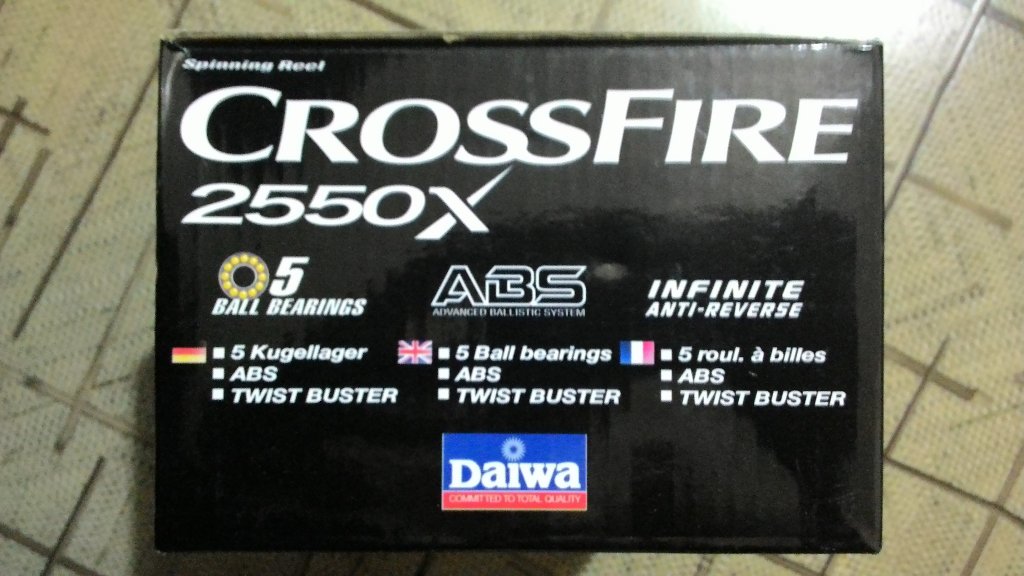 Spinning Reel
CROSSFIRE
2550X
5
BALL BEARINGS
ABS
ADVANCED BALLISTIC SYSTEM
INFINITE
ANTI-REVERSE
5 Kugellager
ABS
TWIST BUSTER
5 Ball bearings
ABS
TWIST BUSTER
5 roul. à billes
ABS
TWIST BUSTER
Daiwa
COMMITTED TO TOTAL QUALITY